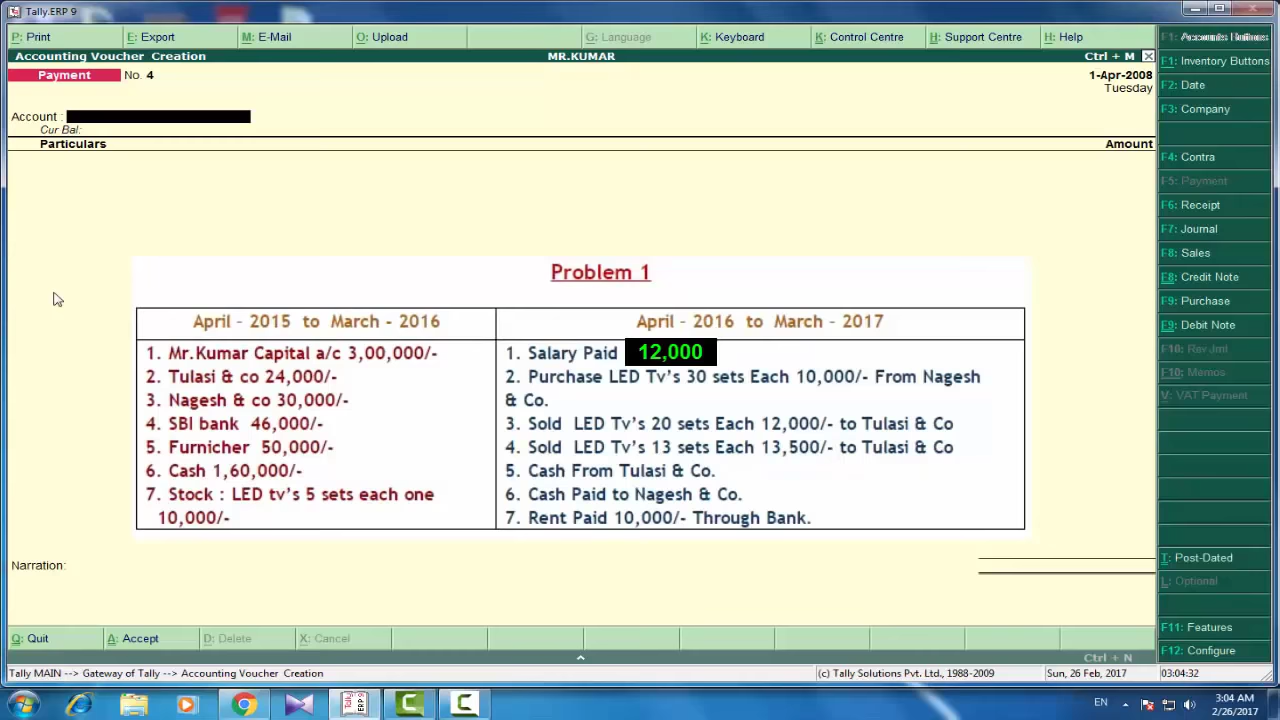 Tally.ERP 9
P: Print E: Export M: E-Mail O: Upload G: Language K: Keyboard K: Control Centre H: Support Centre H: Help
Accounting Voucher Creation MR.KUMAR Ctrl + M
Payment No. 4 1-Apr-2008
Tuesday
Account :
Cur Bal:
Particulars Amount
Problem 1
April - 2015 to March - 2016
1. Mr.Kumar Capital a/c 3,00,000/-
2. Tulasi & co 24,000/-
3. Nagesh & co 30,000/-
4. SBI bank 46,000/-
5. Furnicher 50,000/-
6. Cash 1,60,000/-
7. Stock : LED tv's 5 sets each one
10,000/-
April - 2016 to March - 2017
1. Salary Paid 12,000
2. Purchase LED Tv's 30 sets Each 10,000/- From Nagesh
& Co.
3. Sold LED Tv's 20 sets Each 12,000/- to Tulasi & Co
4. Sold LED Tv's 13 sets Each 13,500/- to Tulasi & Co
5. Cash From Tulasi & Co.
6. Cash Paid to Nagesh & Co.
7. Rent Paid 10,000/- Through Bank.
Narration:
F1: Inventory Buttons
F2: Date
F3: Company
F4: Contra
F5: Payment
F6: Receipt
F7: Journal
F8: Sales
F8: Credit Note
F9: Purchase
F9: Debit Note
F10: Rev Jrnl
F10: Memos
V: VAT Payment
T: Post-Dated
L: Optional
F11: Features
F12: Configure
Q: Quit A: Accept D: Delete X: Cancel
Ctrl + N
Tally MAIN --> Gateway of Tally --> Accounting Voucher Creation (c) Tally Solutions Pvt. Ltd., 1988-2009 Sun, 26 Feb, 2017 03:04:32
EN 3:04 AM
2/26/2017